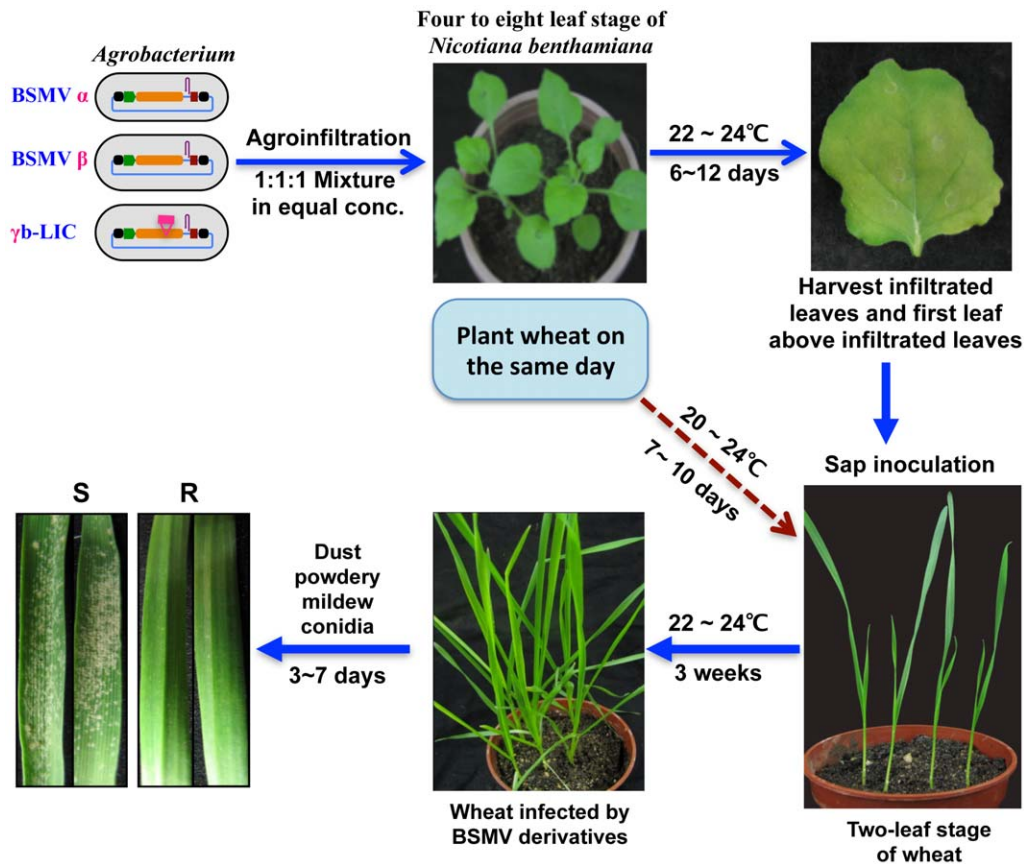 Agrobacterium
BSMV α
BSMV β
γb-LIC
Agroinfiltration
1:1:1 Mixture
in equal conc.
Four to eight leaf stage of
Nicotiana benthamiana
22 ~ 24℃
6~12 days
Harvest infiltrated
leaves and first leaf
above infiltrated leaves
Plant wheat on
the same day
20 ~ 24℃
7~ 10 days
Sap inoculation
Two-leaf stage
of wheat
22 ~ 24℃
3 weeks
Wheat infected by
BSMV derivatives
Dust
powdery
mildew
conidia
3~7 days
S
R